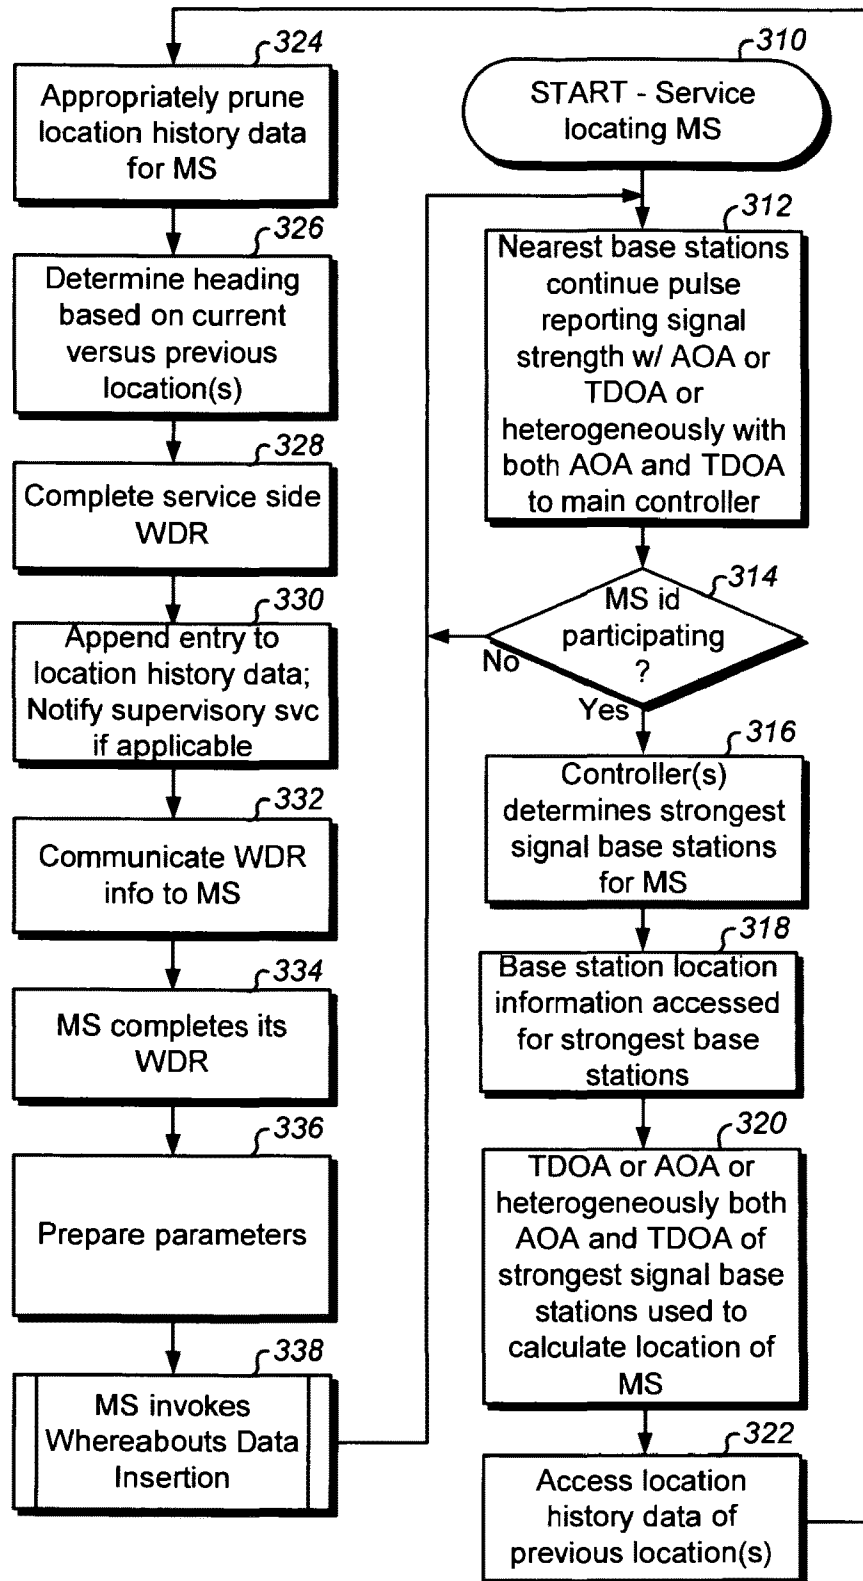 324
Appropriately prune
location history data
for MS
326
Determine heading
based on current
versus previous
location(s)
328
Complete service side
WDR
330
Append entry to
location history data;
Notify supervisory svc
if applicable
332
Communicate WDR
info to MS
334
MS completes its
WDR
336
Prepare parameters
338
MS invokes
Whereabouts Data
Insertion
310
START - Service
locating MS
312
Nearest base stations
continue pulse
reporting signal
strength w/ AOA or
TDOA or
heterogeneously with
both AOA and TDOA
to main controller
314
MS id
participating
?
No
Yes
316
Controller(s)
determines strongest
signal base stations
for MS
318
Base station location
information accessed
for strongest base
stations
320
TDOA or AOA or
heterogeneously both
AOA and TDOA of
strongest signal base
stations used to
calculate location of
MS
322
Access location
history data of
previous location(s)